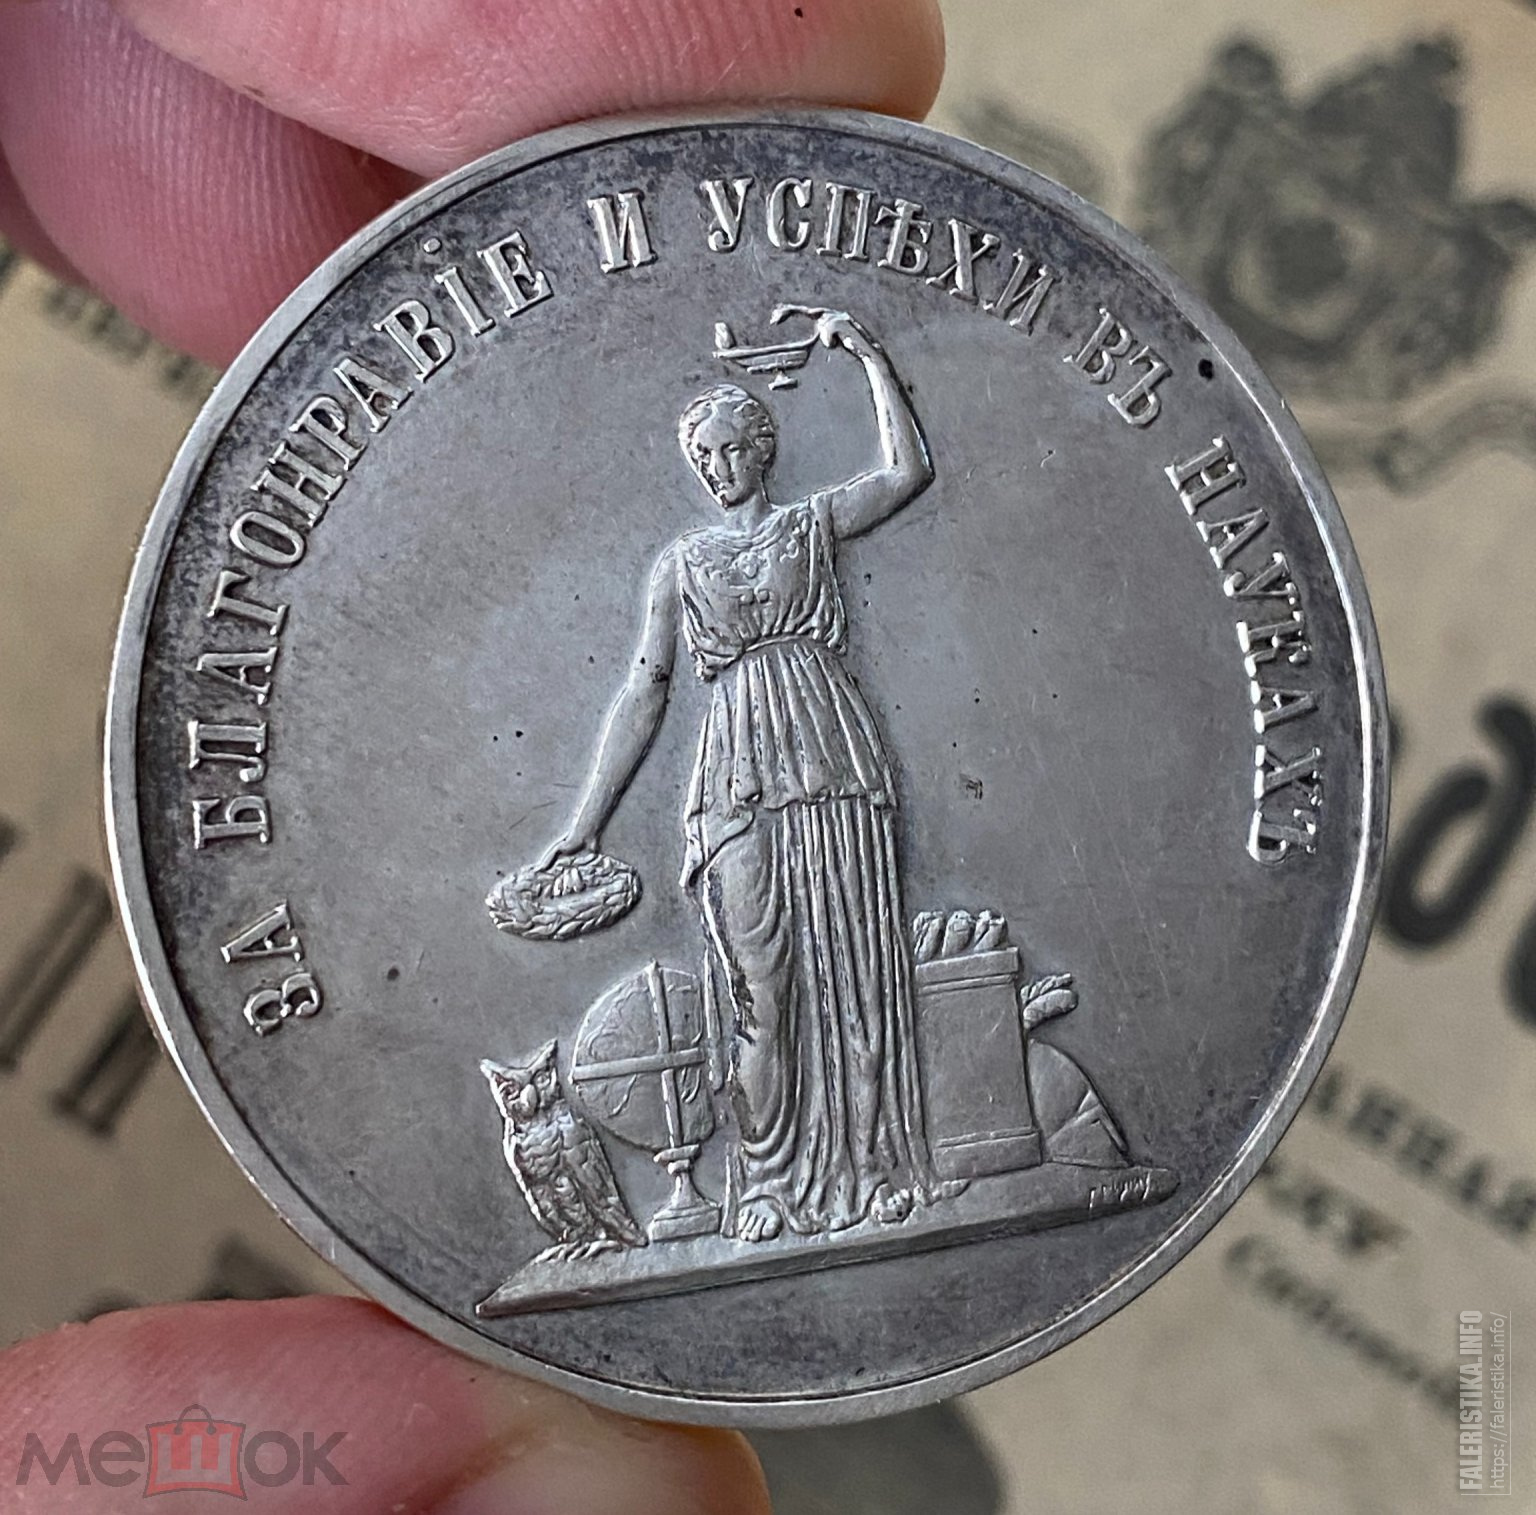 ЗА БЛАГОНРАВІЕ И УСПѢХИ ВЪ НАУКАХЪ
мешок
FALERISTIKA.INFO
https://faleristika.info/